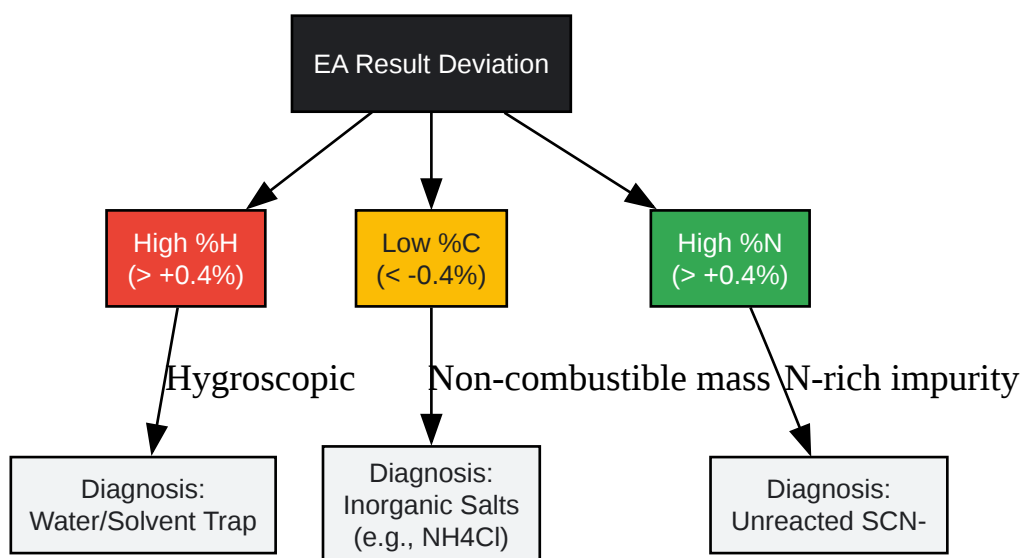 EA Result Deviation
High %H
(> +0.4%)
Low %C
(< -0.4%)
High %N
(> +0.4%)
Hygroscopic
Non-combustible mass
N-rich impurity
Diagnosis:
Water/Solvent Trap
Diagnosis:
Inorganic Salts
(e.g., NH4Cl)
Diagnosis:
Unreacted SCN-